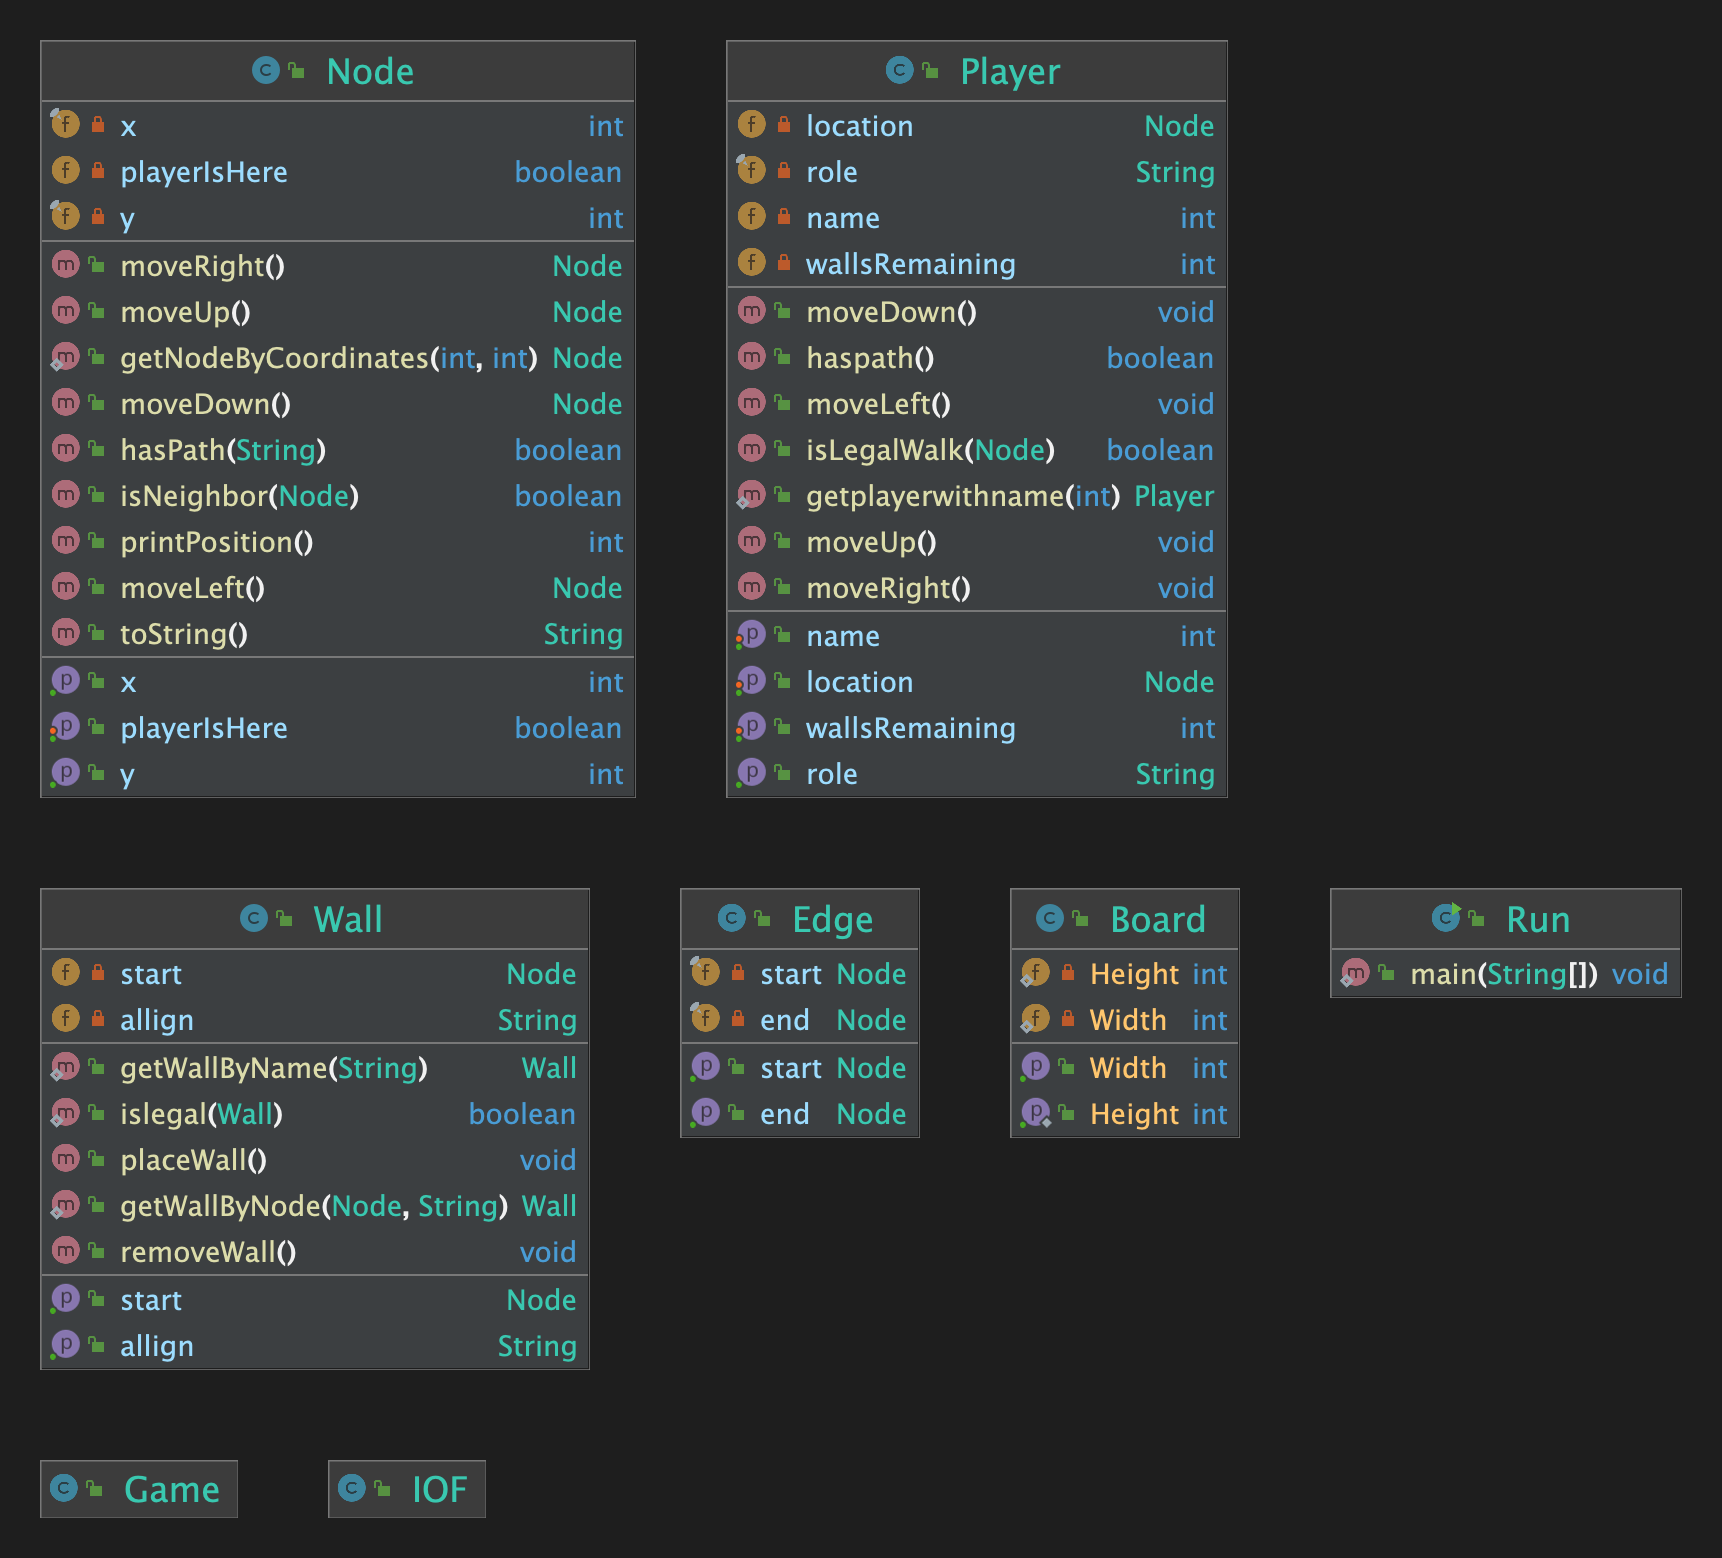 Node
x int
playerIsHere boolean
y int
moveRight() Node
moveUp() Node
getNodeByCoordinates(int, int) Node
moveDown() Node
hasPath(String) boolean
isNeighbor(Node) boolean
printPosition() int
moveLeft() Node
toString() String
x int
playerIsHere boolean
y int
Player
location Node
role String
name int
wallsRemaining int
moveDown() void
haspath() boolean
moveLeft() void
isLegalWalk(Node) boolean
getplayerwithname(int) Player
moveUp() void
moveRight() void
name int
location Node
wallsRemaining int
role String
Wall
start Node
allign String
getWallByName(String) Wall
islegal(Wall) boolean
placeWall() void
getWallByNode(Node, String) Wall
removeWall() void
start Node
allign String
Edge
start Node
end Node
start Node
end Node
Board
Height int
Width int
Width int
Height int
Run
main(String[]) void
Game
IOF